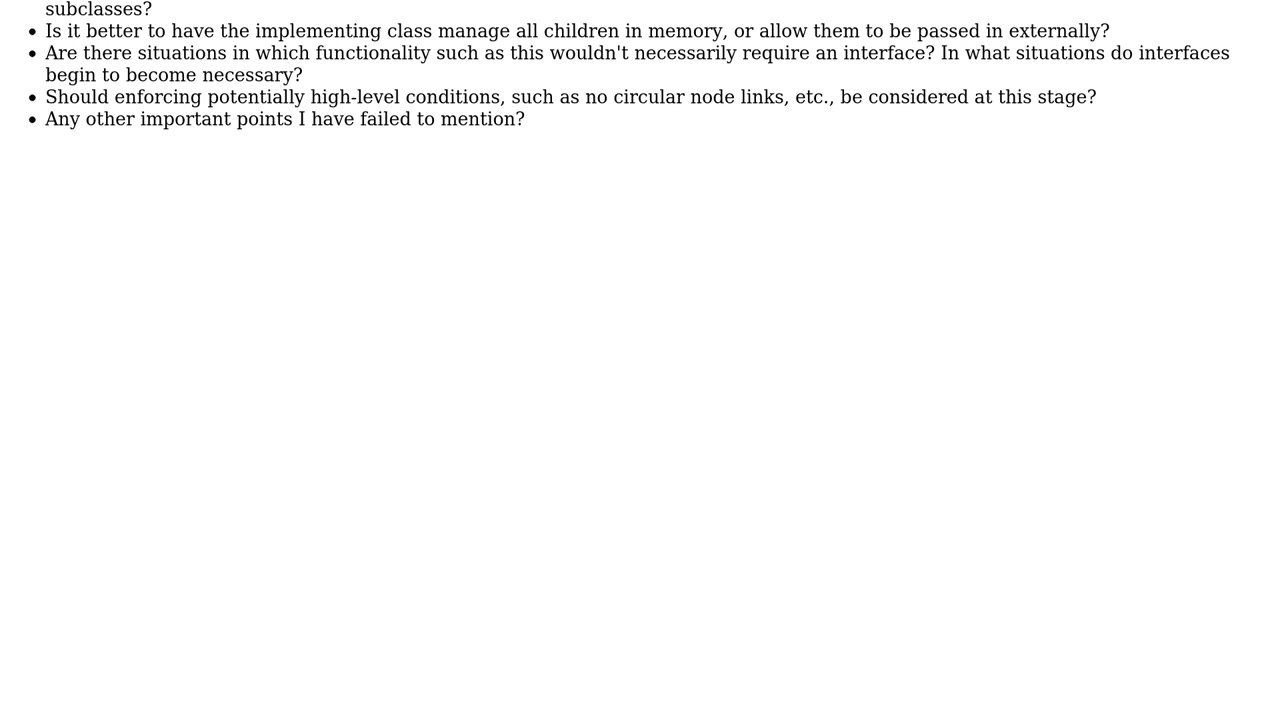 subclasses?
• Is it better to have the implementing class manage all children in memory, or allow them to be passed in externally?
• Are there situations in which functionality such as this wouldn't necessarily require an interface? In what situations do interfaces
begin to become necessary?
• Should enforcing potentially high-level conditions, such as no circular node links, etc., be considered at this stage?
• Any other important points I have failed to mention?